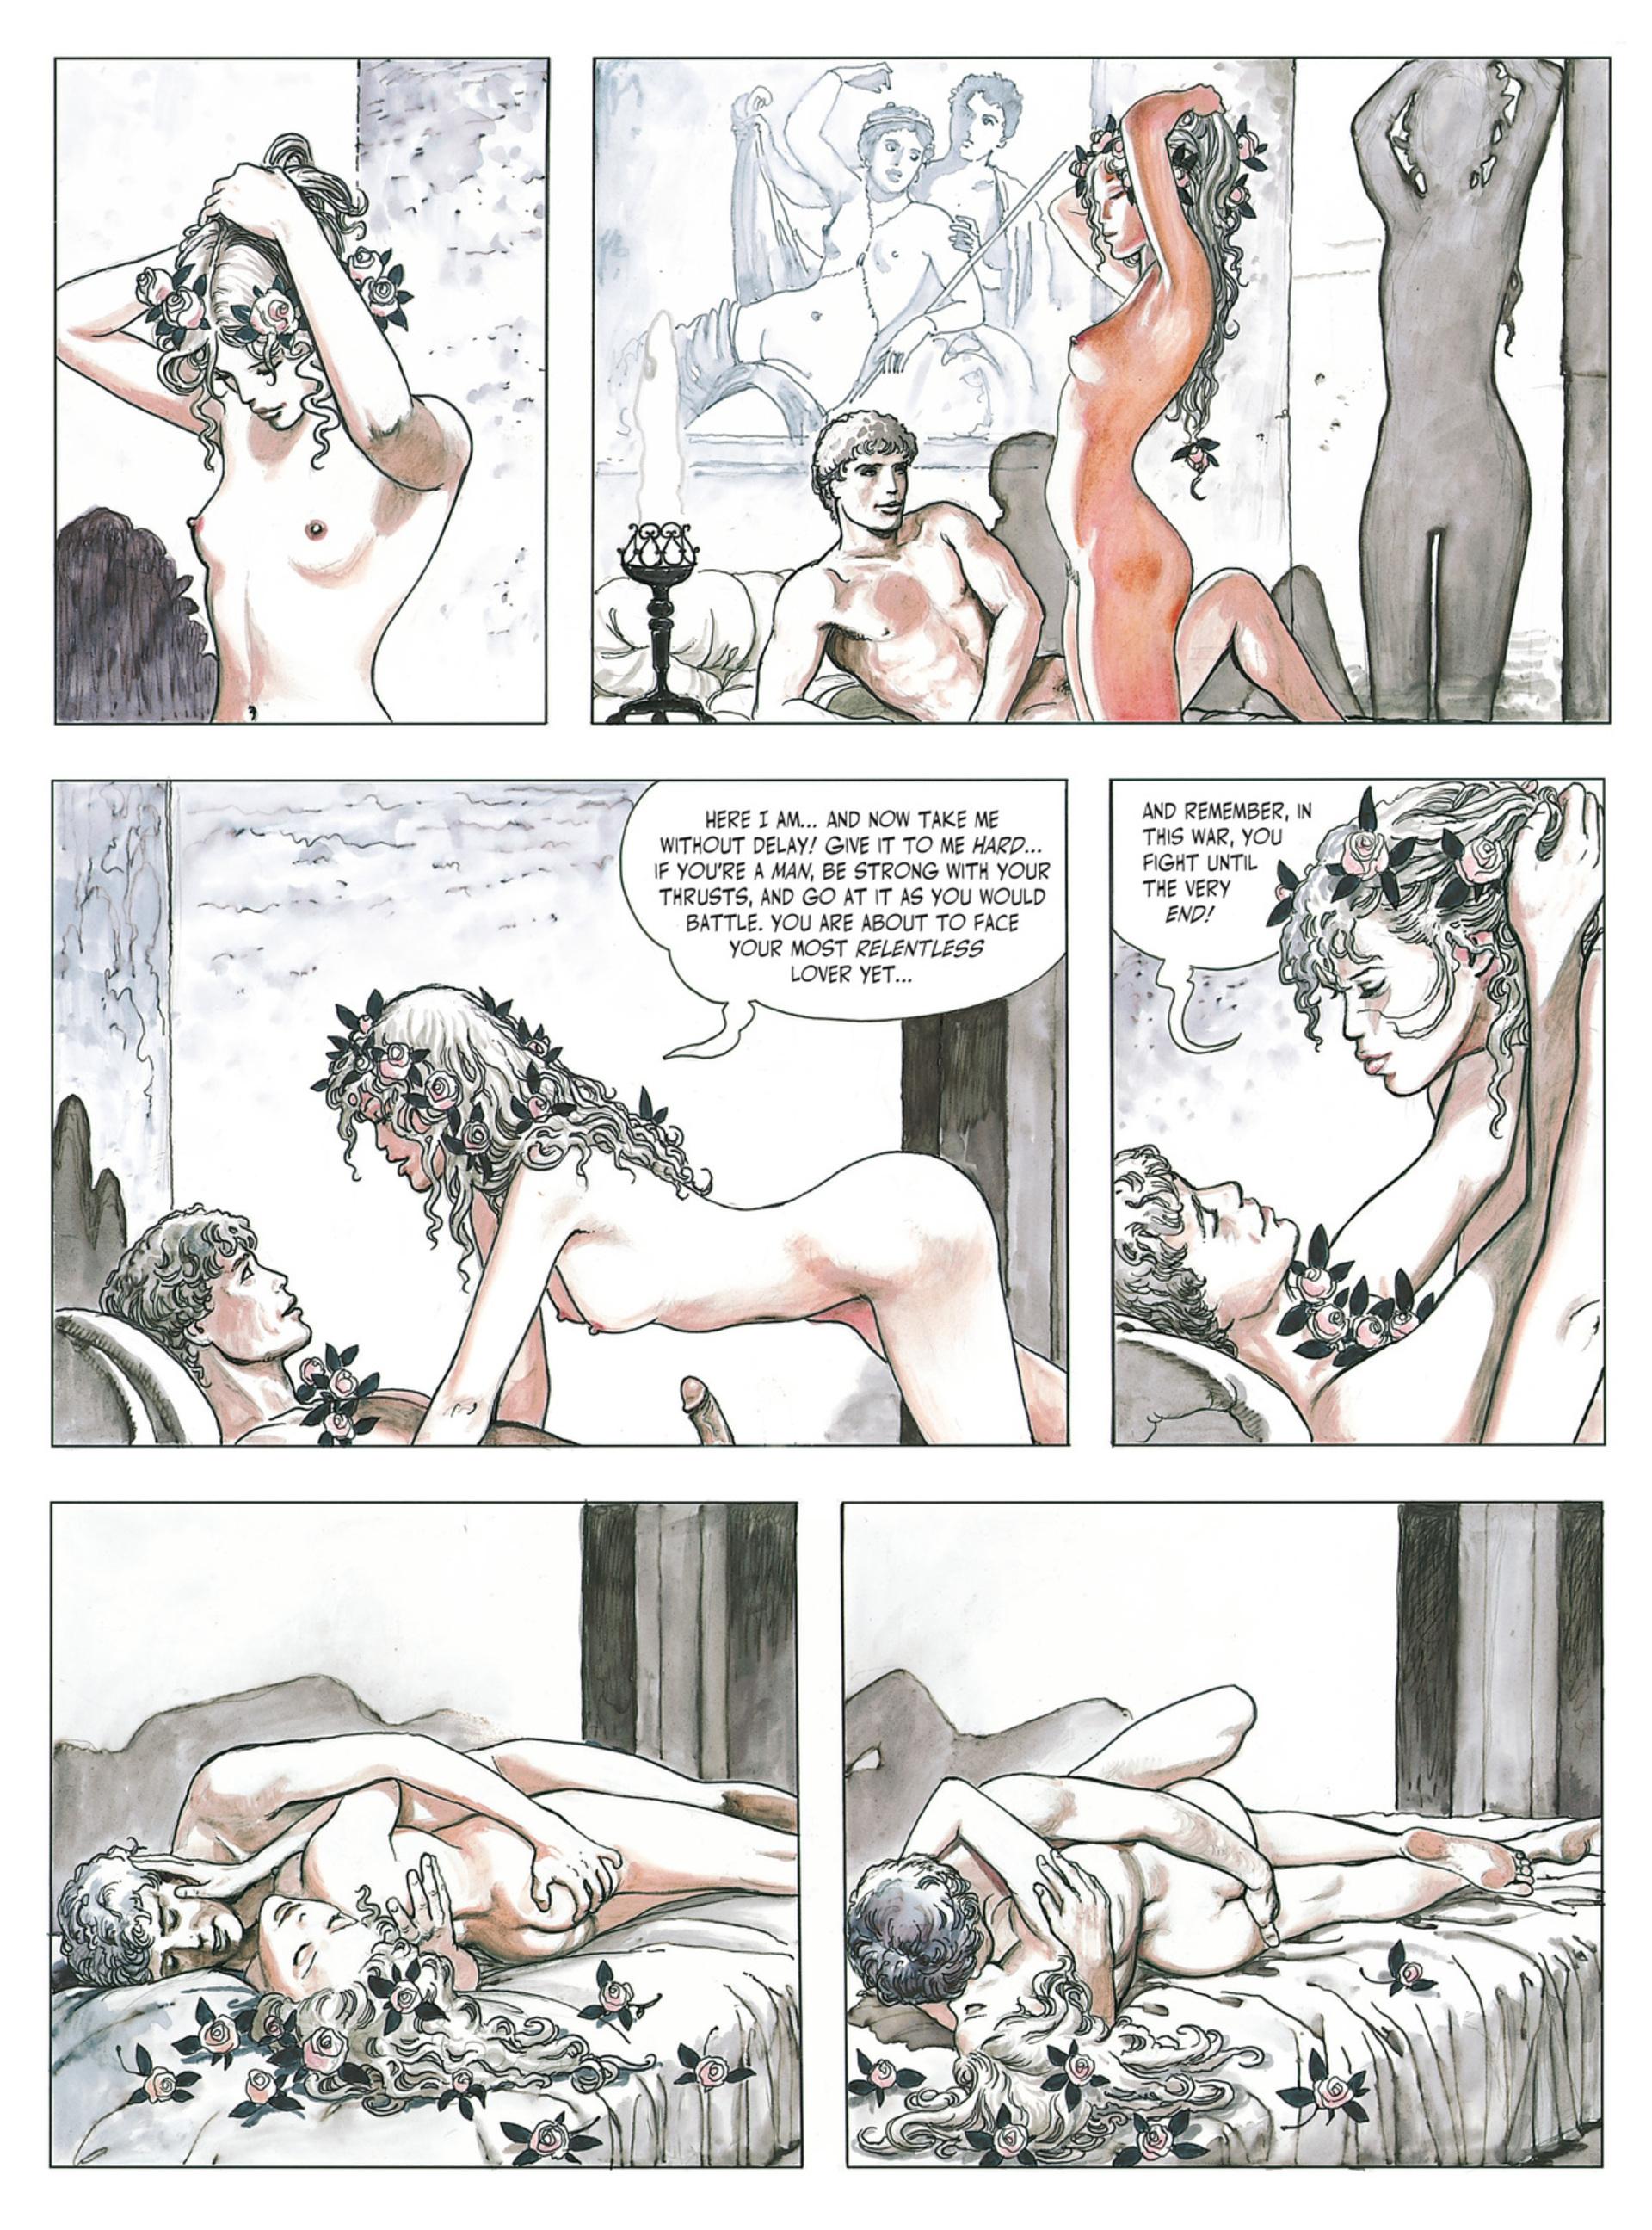 HERE I AM... AND NOW TAKE ME
WITHOUT DELAY! GIVE IT TO ME HARD...
IF YOU'RE A MAN, BE STRONG WITH YOUR
THRUSTS, AND GO AT IT AS YOU WOULD
BATTLE. YOU ARE ABOUT TO FACE
YOUR MOST RELENTLESS
LOVER YET...
AND REMEMBER, IN
THIS WAR, YOU
FIGHT UNTIL
THE VERY
END!